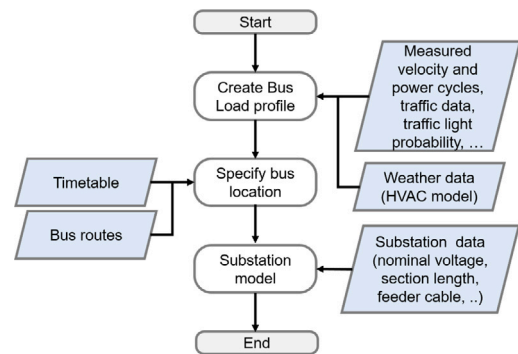 Start
Create Bus
Load profile
Measured
velocity and
power cycles,
traffic data,
traffic light
probability, ...
Weather data
(HVAC model)
Timetable
Bus routes
Specify bus
location
Substation
model
Substation data
(nominal voltage,
section length,
feeder cable, ..)
End